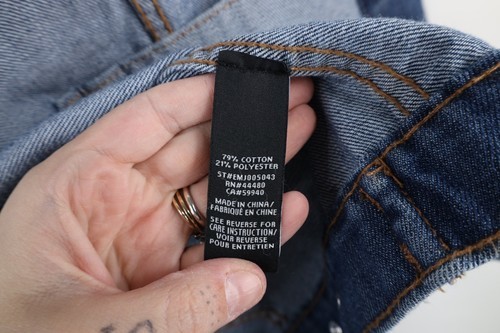 79% COTTON
21% POLYESTER
ST#EMJ005043
RN#44480
CA#59940
MADE IN CHINA/
FABRIQUÉ EN CHINE
SEE REVERSE FOR
CARE INSTRUCTION/
VOIR REVERSE
POUR ENTRETIEN